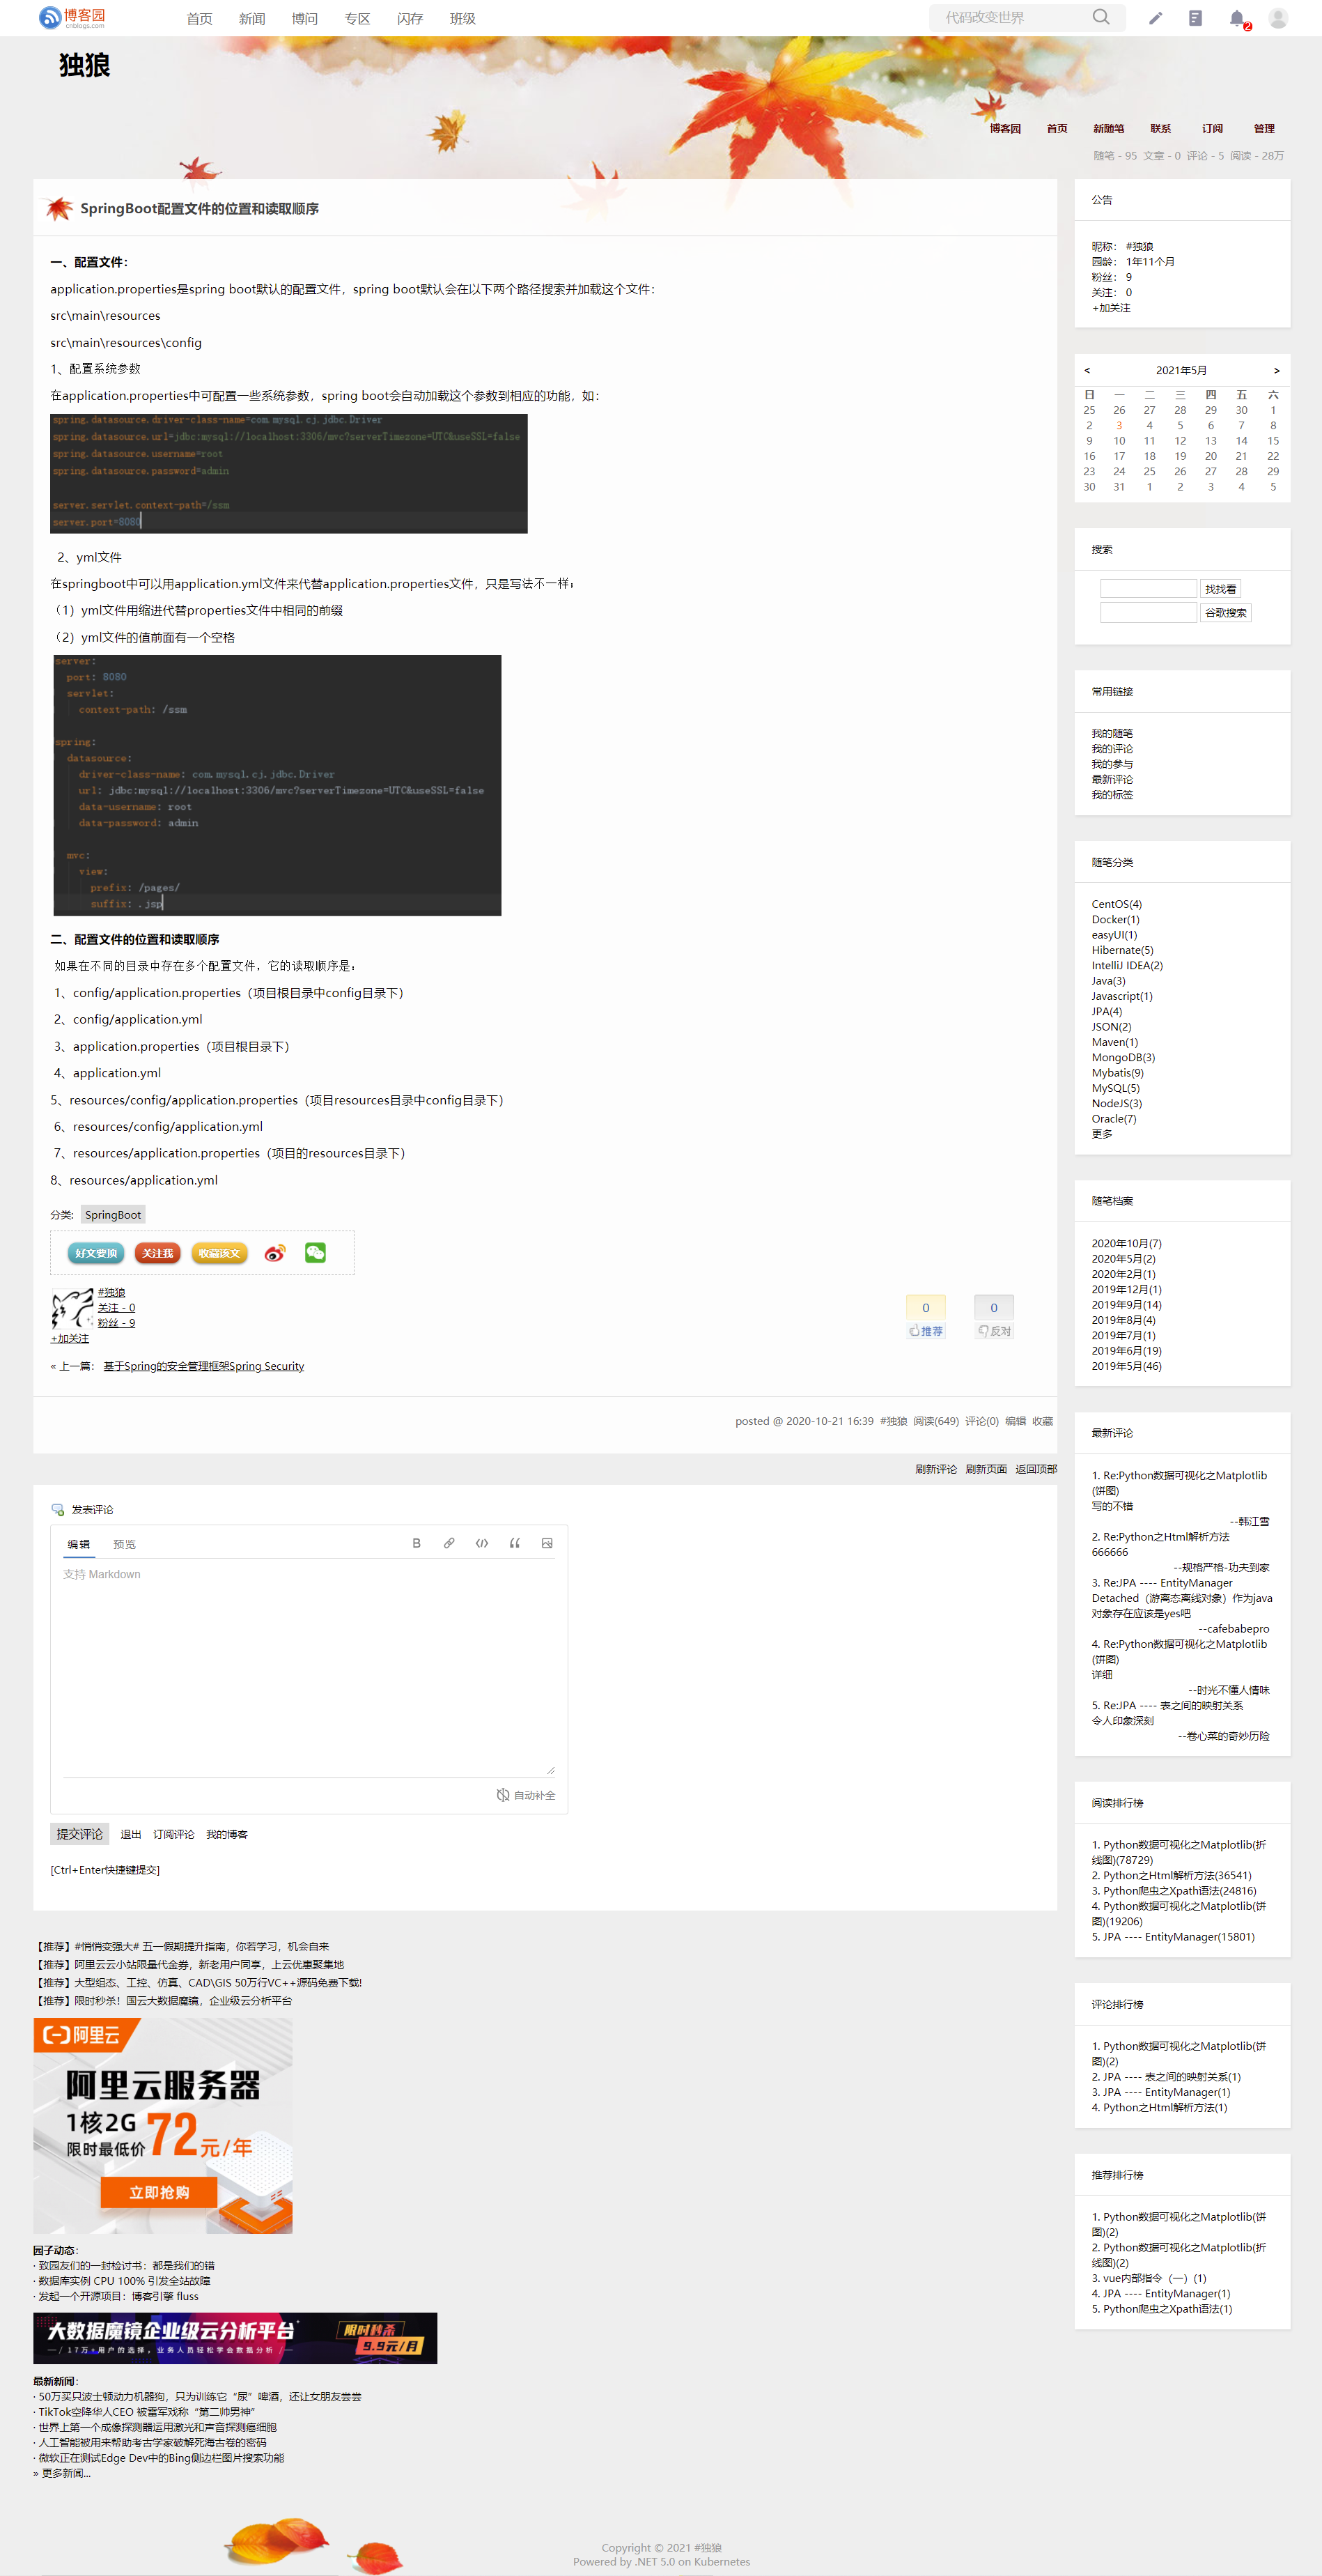 博客园
cnblogs.com
首页 新闻 博问 专区 闪存 班级
代码改变世界
2
独狼
博客园 首页 新随笔 联系 订阅 管理
随笔 - 95 文章 - 0 评论 - 5 阅读 - 28万
SpringBoot配置文件的位置和读取顺序
一、配置文件：
application.properties是spring boot默认的配置文件，spring boot默认会在以下两个路径搜索并加载这个文件：
src\main\resources
src\main\resources\config
1、配置系统参数
在application.properties中可配置一些系统参数，spring boot会自动加载这个参数到相应的功能，如：
spring.datasource.driver-class-name=com.mysql.cj.jdbc.Driver
spring.datasource.url=jdbc:mysql://localhost:3306/mvc?serverTimezone=UTC&useSSL=false
spring.datasource.username=root
spring.datasource.password=admin
server.servlet.context-path=/ssm
server.port=8080
2、yml文件
在springboot中可以用application.yml文件来代替application.properties文件，只是写法不一样：
（1）yml文件用缩进代替properties文件中相同的前缀
（2）yml文件的值前面有一个空格
server:
port: 8080
servlet:
context-path: /ssm
spring:
datasource:
driver-class-name: com.mysql.cj.jdbc.Driver
url: jdbc:mysql://localhost:3306/mvc?serverTimezone=UTC&useSSL=false
data-username: root
data-password: admin
mvc:
view:
prefix: /pages/
suffix: .jsp
二、配置文件的位置和读取顺序
如果在不同的目录中存在多个配置文件，它的读取顺序是：
1、config/application.properties（项目根目录中config目录下）
2、config/application.yml
3、application.properties（项目根目录下）
4、application.yml
5、resources/config/application.properties（项目resources目录中config目录下）
6、resources/config/application.yml
7、resources/application.properties（项目的resources目录下）
8、resources/application.yml
分类: SpringBoot
好文要顶 关注我 收藏该文
#独狼
关注 - 0
粉丝 - 9
+加关注
0 0
推荐 反对
« 上一篇： 基于Spring的安全管理框架Spring Security
posted @ 2020-10-21 16:39 #独狼 阅读(649) 评论(0) 编辑 收藏
刷新评论 刷新页面 返回顶部
发表评论
编辑 预览
B
支持 Markdown
自动补全
提交评论 退出 订阅评论 我的博客
[Ctrl+Enter快捷键提交]
【推荐】#悄悄变强大# 五一假期提升指南，你若学习，机会自来
【推荐】阿里云云小站限量代金券，新老用户同享，上云优惠聚集地
【推荐】大型组态、工控、仿真、CAD\GIS 50万行VC++源码免费下载!
【推荐】限时秒杀！国云大数据魔镜，企业级云分析平台
阿里云
阿里云服务器
1核2G
限时最低价 72元/年
立即抢购
园子动态：
· 致园友们的一封检讨书：都是我们的错
· 数据库实例 CPU 100% 引发全站故障
· 发起一个开源项目：博客引擎 fluss
大数据魔镜企业级云分析平台
17万+用户的选择，业务人员轻松学会数据分析
限时秒杀
9.9元/月
最新新闻：
· 50万买只波士顿动力机器狗，只为训练它“尿”啤酒，还让女朋友尝尝
· TikTok空降华人CEO 被雷军戏称“第二帅男神”
· 世界上第一个成像探测器运用激光和声音探测癌细胞
· 人工智能被用来帮助考古学家破解死海古卷的密码
· 微软正在测试Edge Dev中的Bing侧边栏图片搜索功能
» 更多新闻...
公告
昵称： #独狼
园龄： 1年11个月
粉丝： 9
关注： 0
+加关注
< 2021年5月 >
日 一 二 三 四 五 六
25 26 27 28 29 30 1
2 3 4 5 6 7 8
9 10 11 12 13 14 15
16 17 18 19 20 21 22
23 24 25 26 27 28 29
30 31 1 2 3 4 5
搜索
找找看
谷歌搜索
常用链接
我的随笔
我的评论
我的参与
最新评论
我的标签
随笔分类
CentOS(4)
Docker(1)
easyUI(1)
Hibernate(5)
IntelliJ IDEA(2)
Java(3)
Javascript(1)
JPA(4)
JSON(2)
Maven(1)
MongoDB(3)
Mybatis(9)
MySQL(5)
NodeJS(3)
Oracle(7)
更多
随笔档案
2020年10月(7)
2020年5月(2)
2020年2月(1)
2019年12月(1)
2019年9月(14)
2019年8月(4)
2019年7月(1)
2019年6月(19)
2019年5月(46)
最新评论
1. Re:Python数据可视化之Matplotlib
(饼图)
写的不错
--韩江雪
2. Re:Python之Html解析方法
666666
--规格严格-功夫到家
3. Re:JPA ---- EntityManager
Detached（游离态离线对象）作为java
对象存在应该是yes吧
--cafebabepro
4. Re:Python数据可视化之Matplotlib
(饼图)
详细
--时光不懂人情味
5. Re:JPA ---- 表之间的映射关系
令人印象深刻
--卷心菜的奇妙历险
阅读排行榜
1. Python数据可视化之Matplotlib(折
线图)(78729)
2. Python之Html解析方法(36541)
3. Python爬虫之Xpath语法(24816)
4. Python数据可视化之Matplotlib(饼
图)(19206)
5. JPA ---- EntityManager(15801)
评论排行榜
1. Python数据可视化之Matplotlib(饼
图)(2)
2. JPA ---- 表之间的映射关系(1)
3. JPA ---- EntityManager(1)
4. Python之Html解析方法(1)
推荐排行榜
1. Python数据可视化之Matplotlib(饼
图)(2)
2. Python数据可视化之Matplotlib(折
线图)(2)
3. vue内部指令（一）(1)
4. JPA ---- EntityManager(1)
5. Python爬虫之Xpath语法(1)
Copyright © 2021 #独狼
Powered by .NET 5.0 on Kubernetes